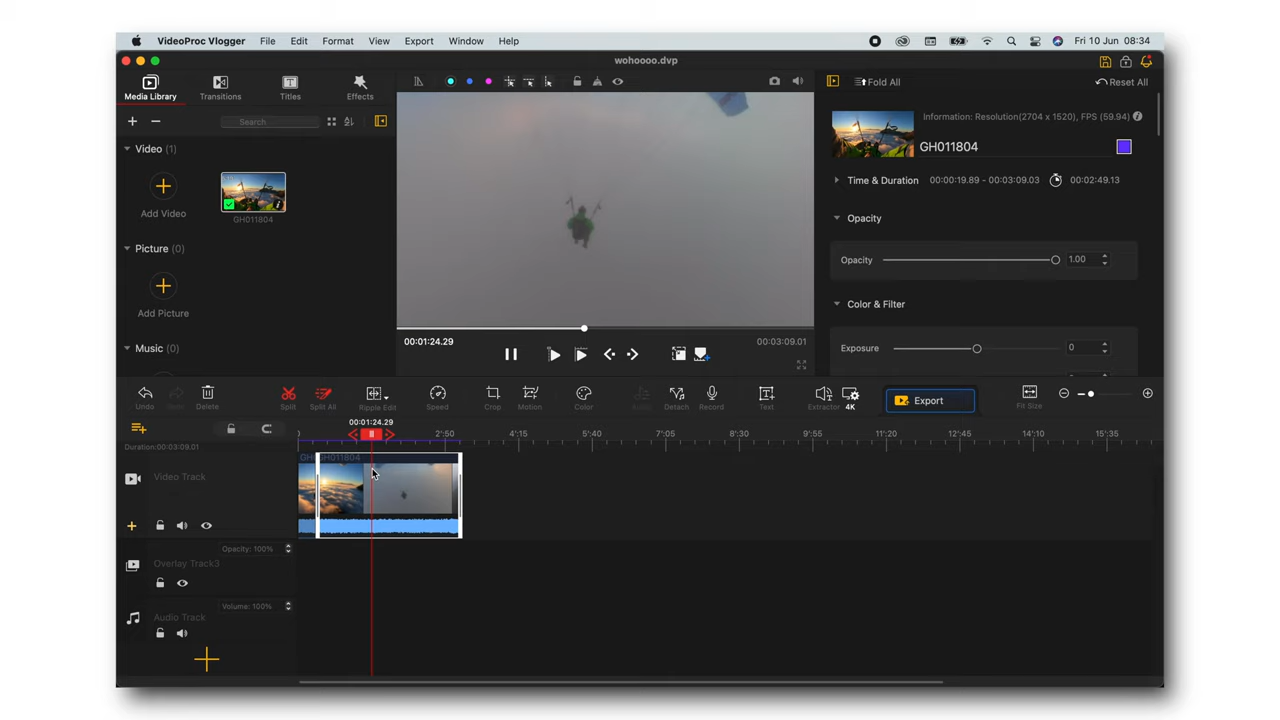 VideoProc Vlogger File Edit Format View Export Window Help Fri 10 Jun 08:34
wohoooo.dvp
Media Library Transitions Titles Effects
Fold All Reset All
Search
Information: Resolution(2704 x 1520), FPS (59.94)
GH011804
Video (1)
Time & Duration 00:00:19.89 - 00:03:09.03 00:02:49.13
Add Video GH011804
Opacity
Picture (0)
Opacity 1.00
Add Picture
Color & Filter
Music (0)
00:01:24.29 00:03:09.01
Exposure 0
Undo Delete Split Split All Ripple Edit Speed Crop Motion Color Detach Record Text Extractor 4K Export Fit Size
00:01:24.29
2':50 4':15 5':40 7':05 8':30 9':55 11':20 12':45 14':10 15':35
Duration:00:03:09.01
GH GH011804
Video Track
Opacity: 100%
Overlay Track3
Volume: 100%
Audio Track